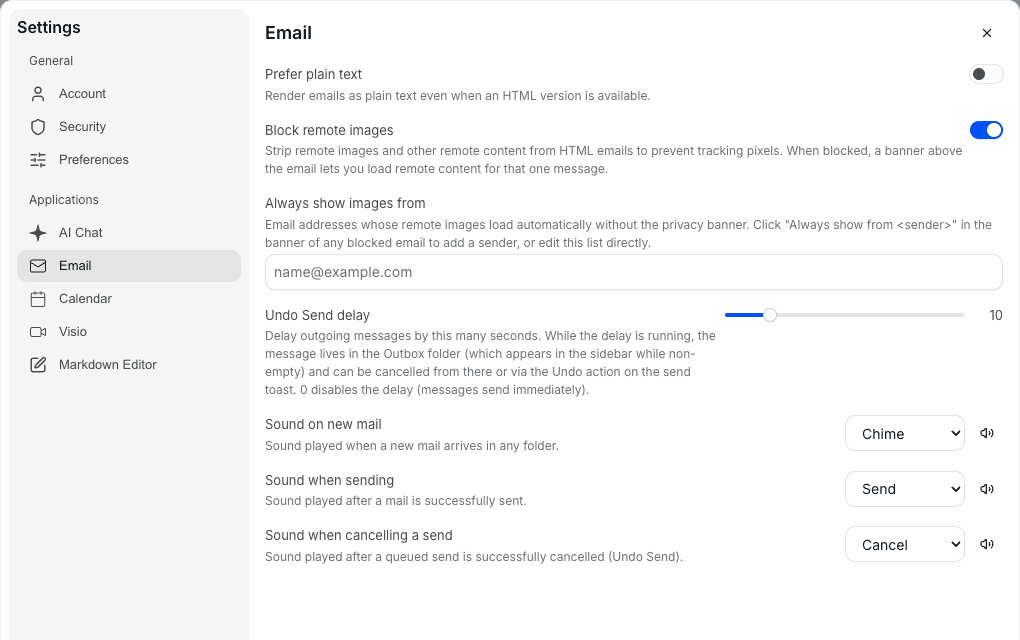 Settings
General
Account
Security
Preferences
Applications
AI Chat
Email
Calendar
Visio
Markdown Editor
Email
Prefer plain text
Render emails as plain text even when an HTML version is available.
Block remote images
Strip remote images and other remote content from HTML emails to prevent tracking pixels. When blocked, a banner above
the email lets you load remote content for that one message.
Always show images from
Email addresses whose remote images load automatically without the privacy banner. Click "Always show from <sender>" in the
banner of any blocked email to add a sender, or edit this list directly.
name@example.com
Undo Send delay
10
Delay outgoing messages by this many seconds. While the delay is running, the
message lives in the Outbox folder (which appears in the sidebar while non-
empty) and can be cancelled from there or via the Undo action on the send
toast. 0 disables the delay (messages send immediately).
Sound on new mail
Sound played when a new mail arrives in any folder.
Chime
Sound when sending
Sound played after a mail is successfully sent.
Send
Sound when cancelling a send
Sound played after a queued send is successfully cancelled (Undo Send).
Cancel